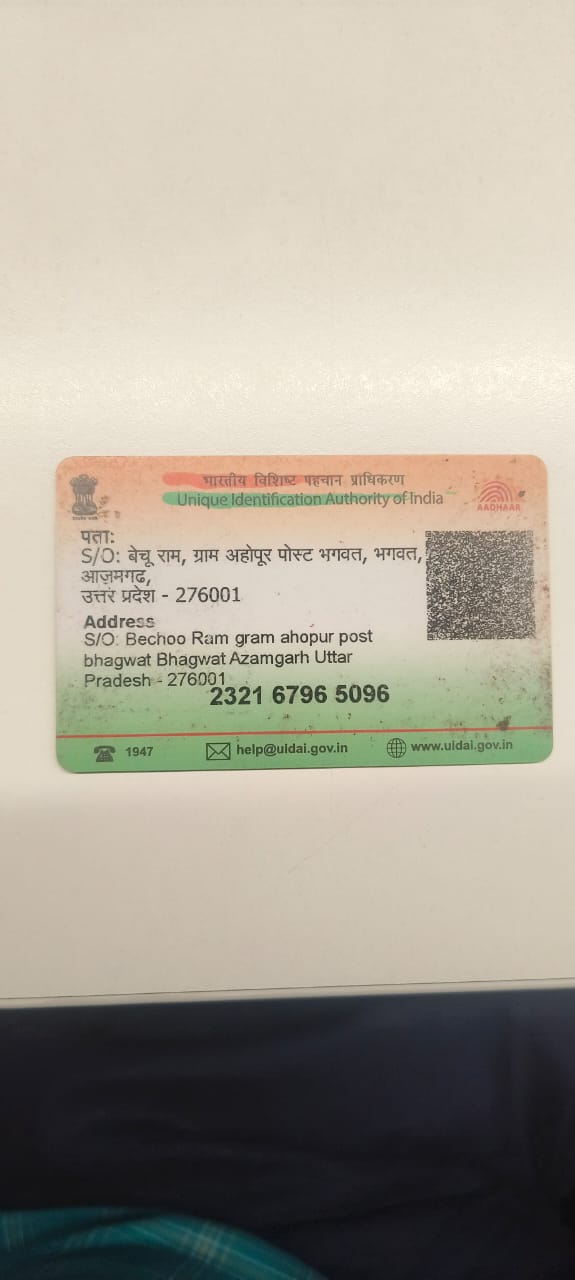 भारतीय विशिष्ट पहचान प्राधिकरण
Unique Identification Authority of India
AADHAAR
पता:
S/O: बेचू राम, ग्राम अहोपूर पोस्ट भगवत, भगवत,
आज़मगढ,
उत्तर प्रदेश - 276001
Address
S/O: Bechoo Ram gram ahopur post
bhagwat Bhagwat Azamgarh Uttar
Pradesh - 276001
2321 6796 5096
1947
help@uidai.gov.in
www.uidai.gov.in